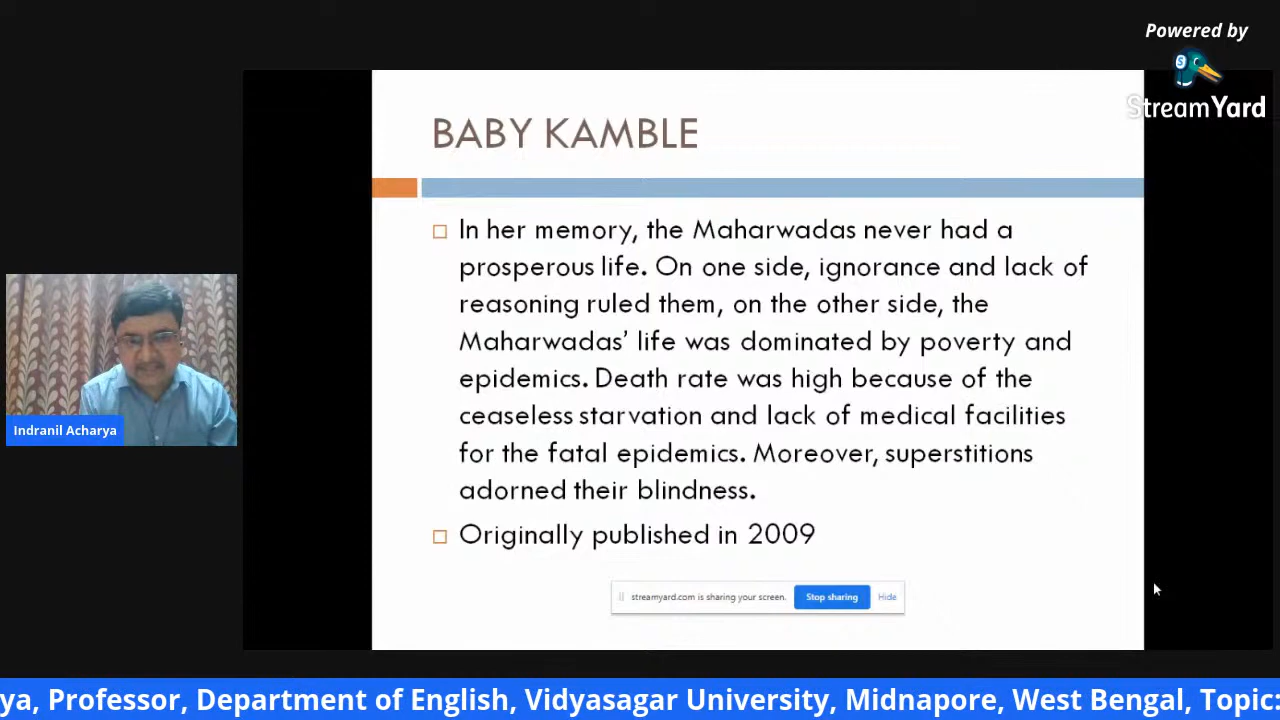 Powered by
StreamYard
BABY KAMBLE
In her memory, the Maharwadas never had a
prosperous life. On one side, ignorance and lack of
reasoning ruled them, on the other side, the
Maharwadas' life was dominated by poverty and
epidemics. Death rate was high because of the
ceaseless starvation and lack of medical facilities
for the fatal epidemics. Moreover, superstitions
adorned their blindness.
Originally published in 2009
Indranil Acharya
streamyard.com is sharing your screen. Stop sharing Hide
ya, Professor, Department of English, Vidyasagar University, Midnapore, West Bengal, Topic: